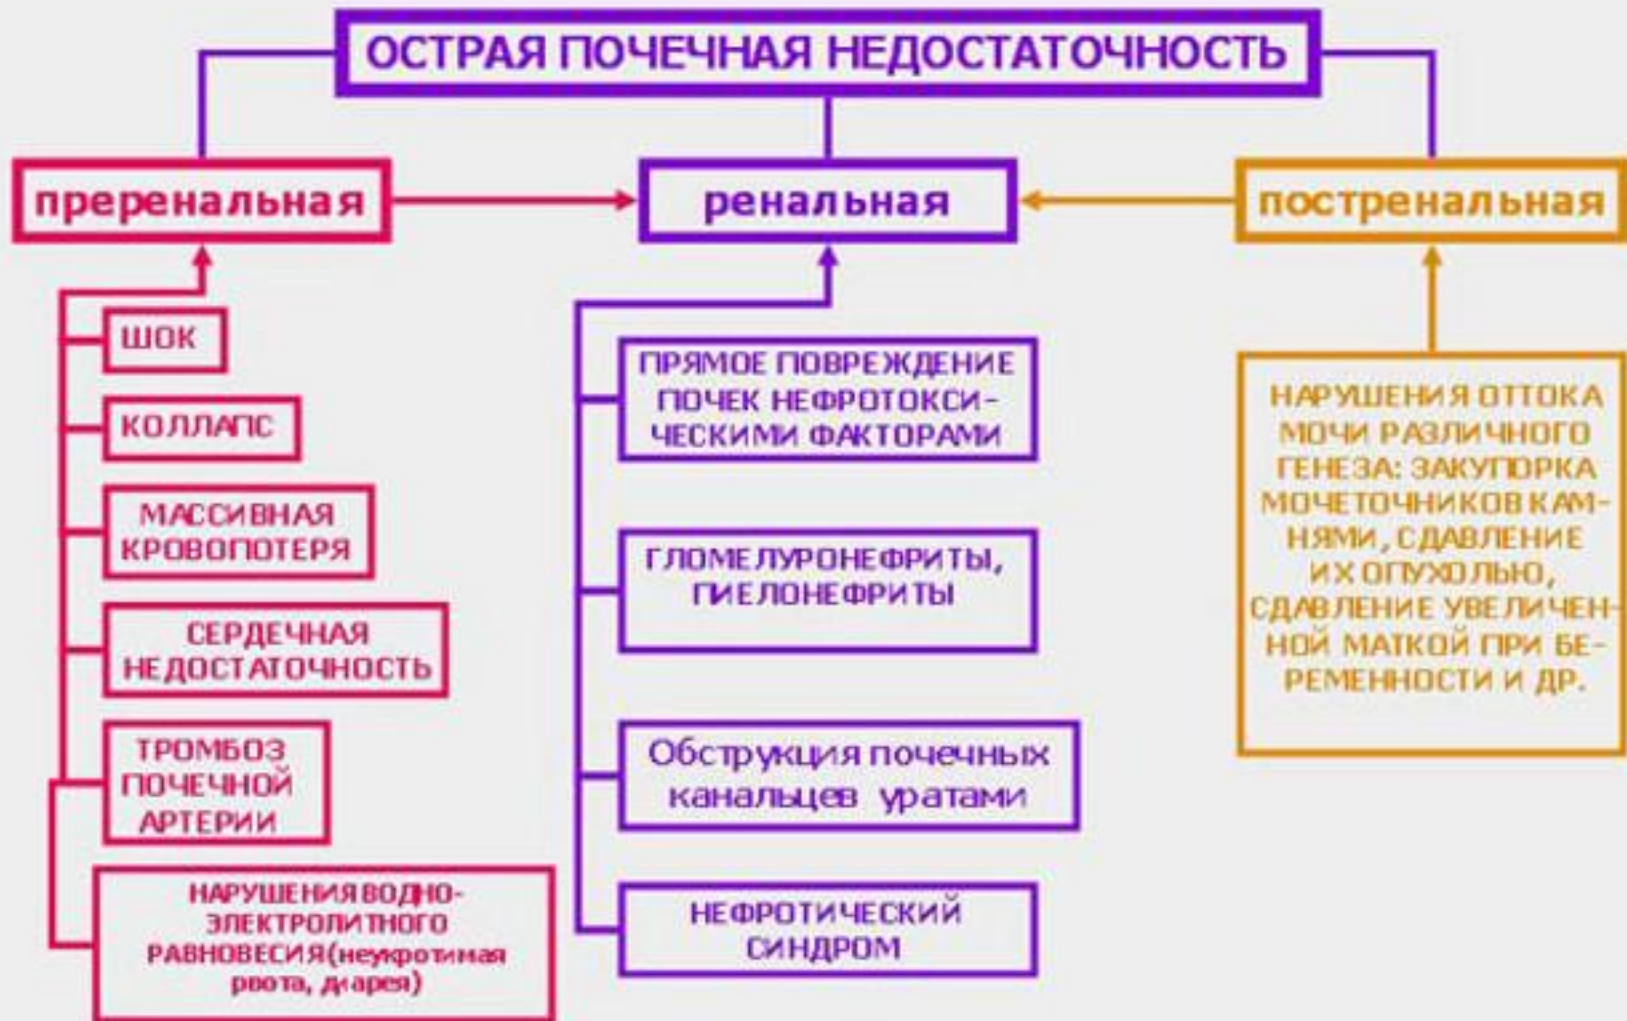 ОСТРАЯ ПОЧЕЧНАЯ НЕДОСТАТОЧНОСТЬ
преренальная
ренальная
постренальная
ШОК
КОЛЛАПС
МАССИВНАЯ
КРОВОПОТЕРЯ
СЕРДЕЧНАЯ
НЕДОСТАТОЧНОСТЬ
ТРОМБОЗ
ПОЧЕЧНОЙ
АРТЕРИИ
НАРУШЕНИЯ ВОДНО-
ЭЛЕКТРОЛИТНОГО
РАВНОВЕСИЯ(неукротимая
рвота, диарея)
ПРЯМОЕ ПОВРЕЖДЕНИЕ
ПОЧЕК НЕФРОТОКСИ-
ЧЕСКИМИ ФАКТОРАМИ
ГЛОМЕЛУРОНЕФРИТЫ,
ПИЕЛОНЕФРИТЫ
Обструкция почечных
канальцев уратами
НЕФРОТИЧЕСКИЙ
СИНДРОМ
НАРУШЕНИЯ ОТТОКА
МОЧИ РАЗЛИЧНОГО
ГЕНЕЗА: ЗАКУПОРКА
МОЧЕТОЧНИКОВ КАМ-
НЯМИ, СДАВЛЕНИЕ
ИХ ОПУХОЛЬЮ,
СДАВЛЕНИЕ УВЕЛИЧЕН-
НОЙ МАТКОЙ ПРИ БЕ-
РЕМЕННОСТИ И ДР.